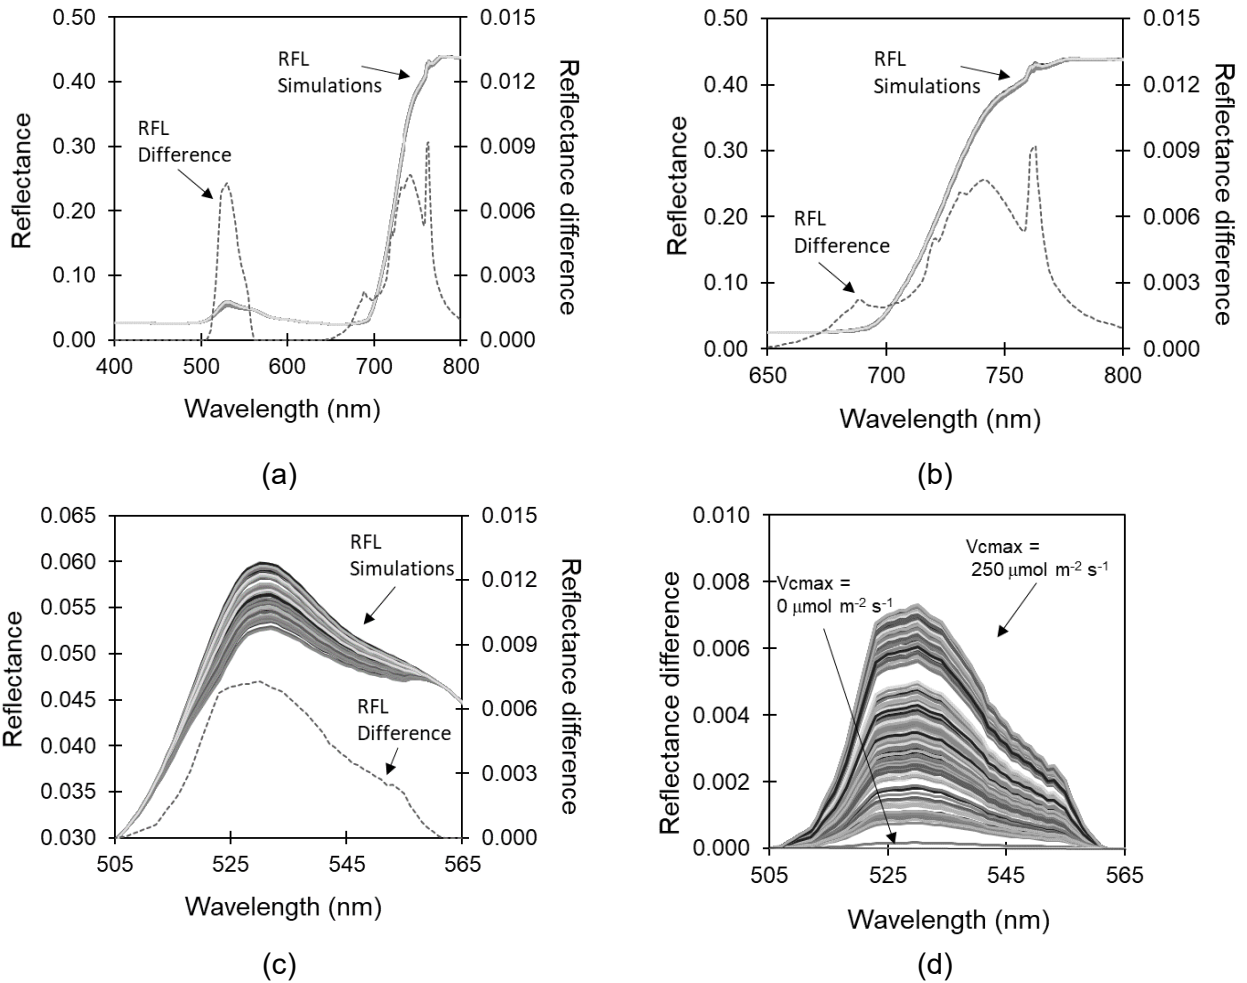 0.50
0.40
0.30
0.20
0.10
0.00
Reflectance
RFL
Simulations
RFL
Difference
0.015
0.012
0.009
0.006
0.003
0.000
Reflectance difference
400
500
600
700
800
Wavelength (nm)
(a)
0.50
0.40
0.30
0.20
0.10
0.00
Reflectance
RFL
Simulations
RFL
Difference
0.015
0.012
0.009
0.006
0.003
0.000
Reflectance difference
650
700
750
800
Wavelength (nm)
(b)
0.065
0.060
0.055
0.050
0.045
0.040
0.035
0.030
Reflectance
RFL
Simulations
RFL
Difference
0.015
0.012
0.009
0.006
0.003
0.000
Reflectance difference
505
525
545
565
Wavelength (nm)
(c)
0.010
0.008
0.006
0.004
0.002
0.000
Reflectance difference
Vcmax =
250 μmol m-2 s-1
Vcmax =
0 μmol m-2 s-1
505
525
545
565
Wavelength (nm)
(d)